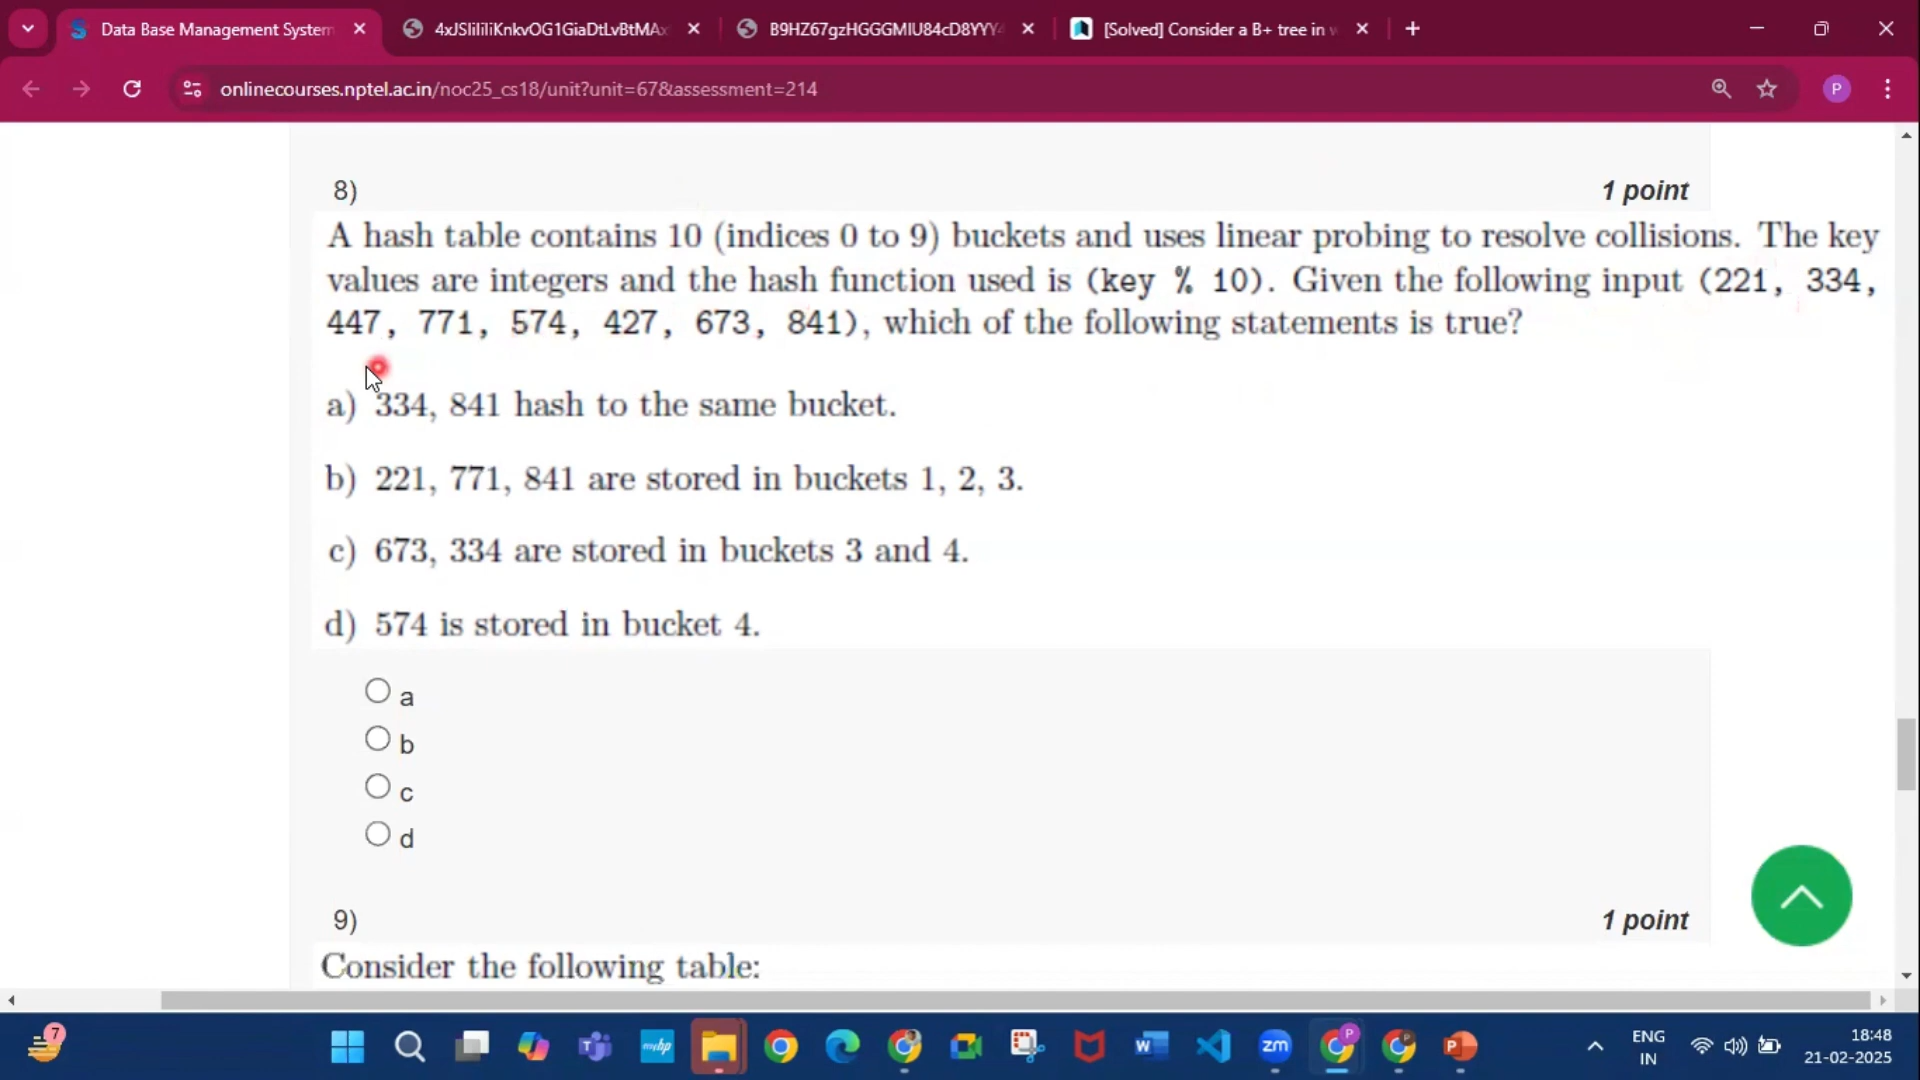 Data Base Management System
4xJSIiliIiKnkvOG1GiaDtLvBtMAx
B9HZ67gzHGGGMIU84cD8YYY4
[Solved] Consider a B+ tree in w
onlinecourses.nptel.ac.in/noc25_cs18/unit?unit=67&assessment=214
P
8)
1 point
A hash table contains 10 (indices 0 to 9) buckets and uses linear probing to resolve collisions. The key
values are integers and the hash function used is (key % 10). Given the following input (221, 334,
447, 771, 574, 427, 673, 841), which of the following statements is true?
a) 334, 841 hash to the same bucket.
b) 221, 771, 841 are stored in buckets 1, 2, 3.
c) 673, 334 are stored in buckets 3 and 4.
d) 574 is stored in bucket 4.
a
b
c
d
9)
1 point
Consider the following table:
7
myhp
W
zm
P
P
ENG
IN
18:48
21-02-2025